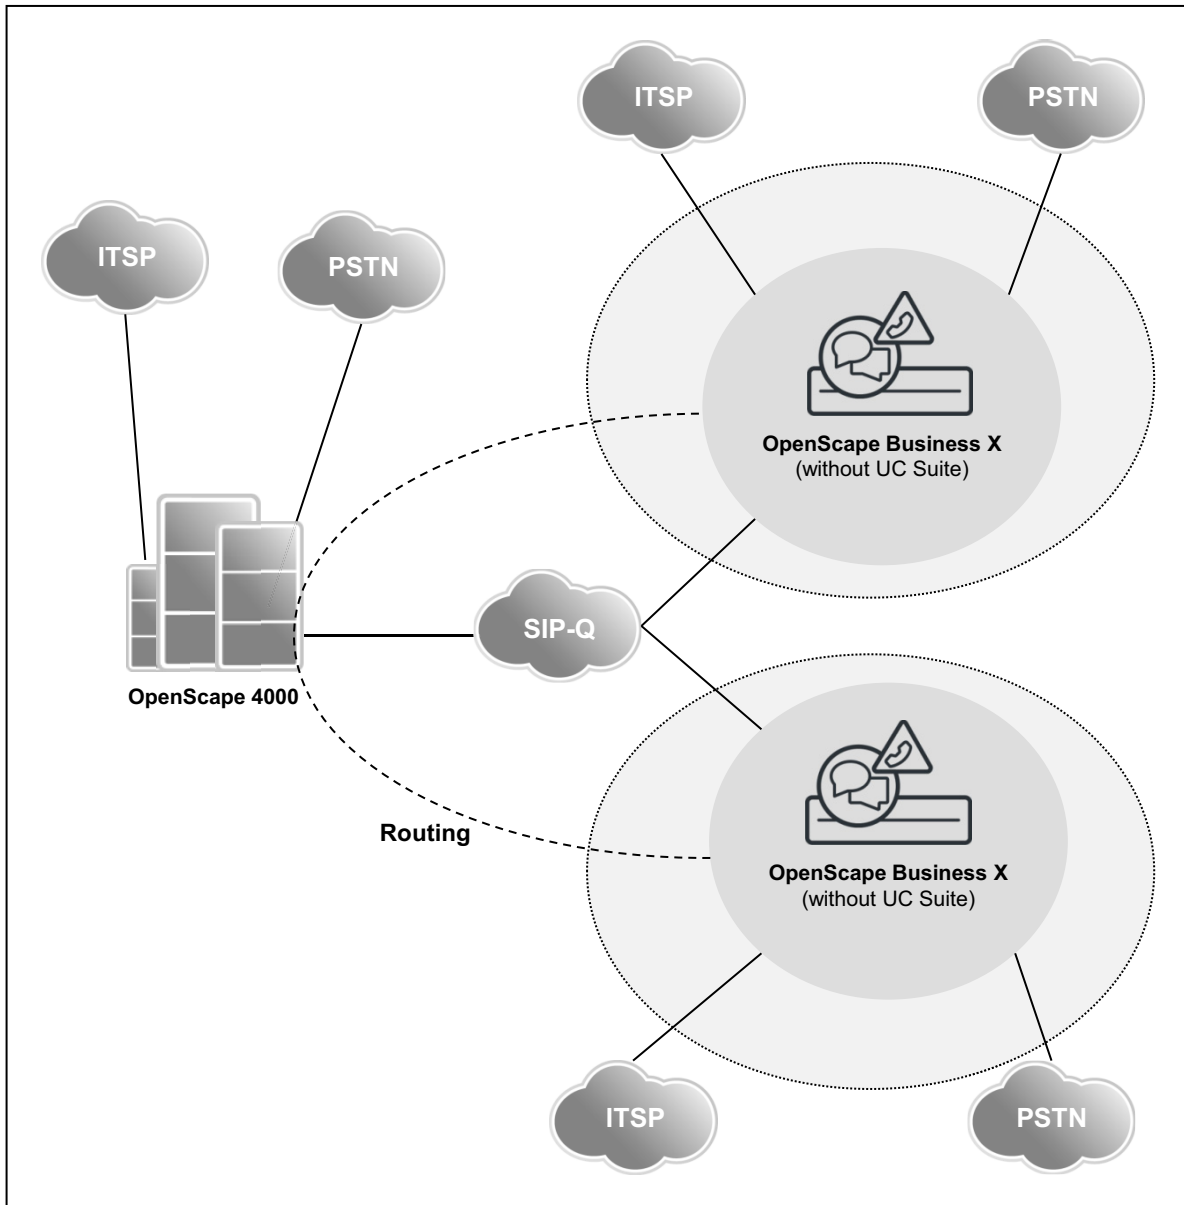 ITSP
PSTN
ITSP
PSTN
OpenScape Business X
(without UC Suite)
SIP-Q
OpenScape 4000
Routing
OpenScape Business X
(without UC Suite)
ITSP
PSTN